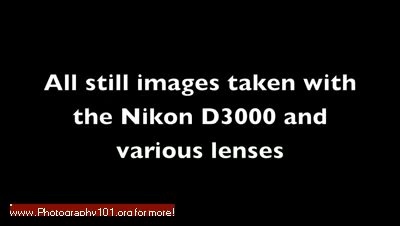 All still images taken with
the Nikon D3000 and
various lenses
www.Photography101.org for more!